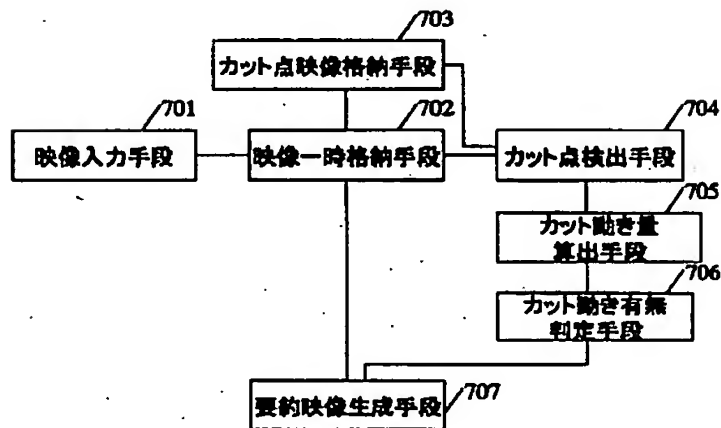 703
カット点映像格納手段
701
702
704
映像入力手段
映像一時格納手段
カット点検出手段
705
カット動き量
算出手段
706
カット動き有無
判定手段
要約映像生成手段
707